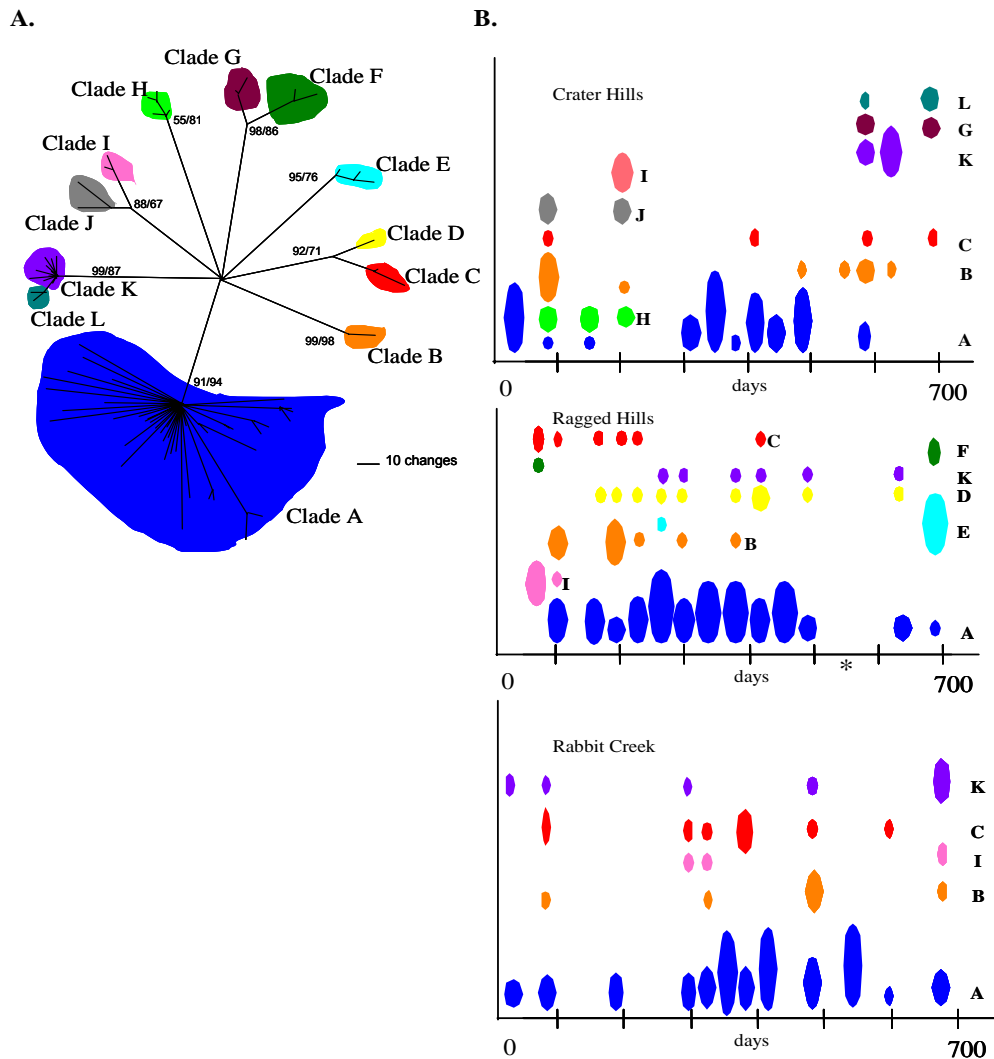 A.
Clade G
Clade F
Clade H
55/81
98/86
Clade I
95/76
Clade E
88/67
Clade J
92/71
Clade D
99/87
Clade K
Clade C
Clade L
99/98
Clade B
91/94
10 changes
Clade A
B.
Crater Hills
L
G
K
I
J
C
B
H
A
0
days
700
Ragged Hills
C
F
K
D
E
B
I
A
0
days
*
700
Rabbit Creek
K
C
I
B
A
0
days
700